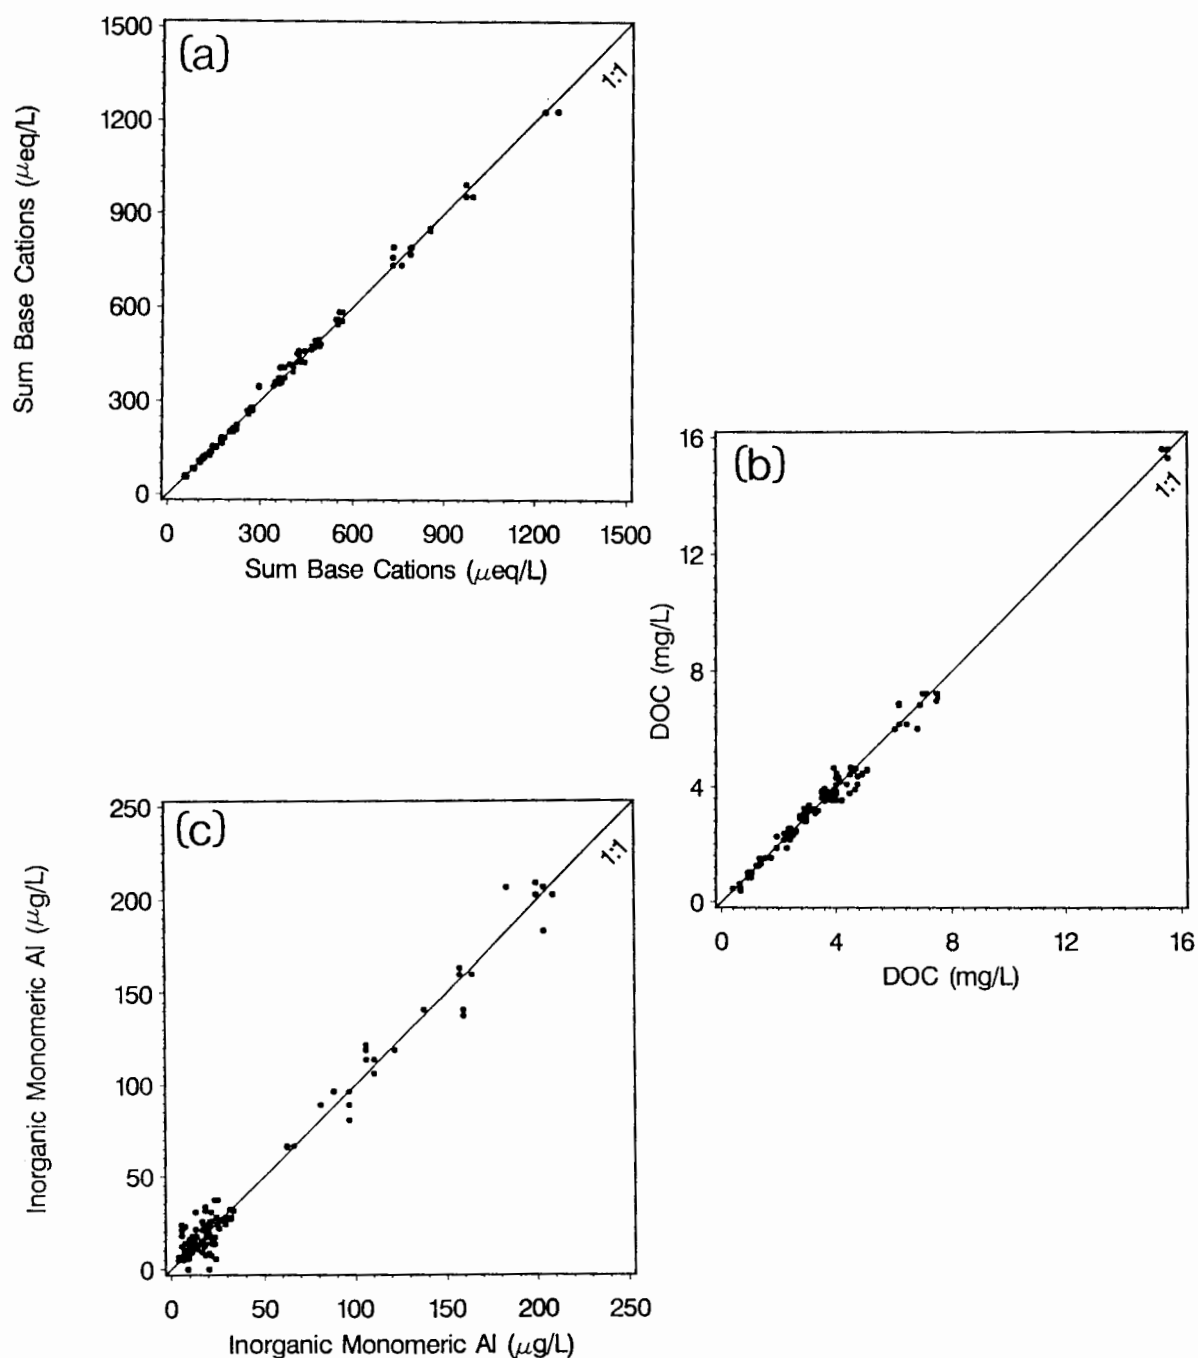 (a)
1500
1200
900
600
300
0
Sum Base Cations (μeq/L)
1:1
0 300 600 900 1200 1500
Sum Base Cations (μeq/L)
(b)
16
12
8
4
0
DOC (mg/L)
1:1
0 4 8 12 16
DOC (mg/L)
(c)
250
200
150
100
50
0
Inorganic Monomeric Al (μg/L)
1:1
0 50 100 150 200 250
Inorganic Monomeric Al (μg/L)